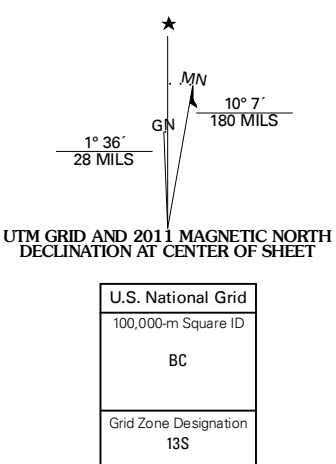 MN
10° 7´
180 MILS
GN
1° 36´
28 MILS
UTM GRID AND 2011 MAGNETIC NORTH
DECLINATION AT CENTER OF SHEET
U.S. National Grid
100,000-m Square ID
BC
Grid Zone Designation
13S